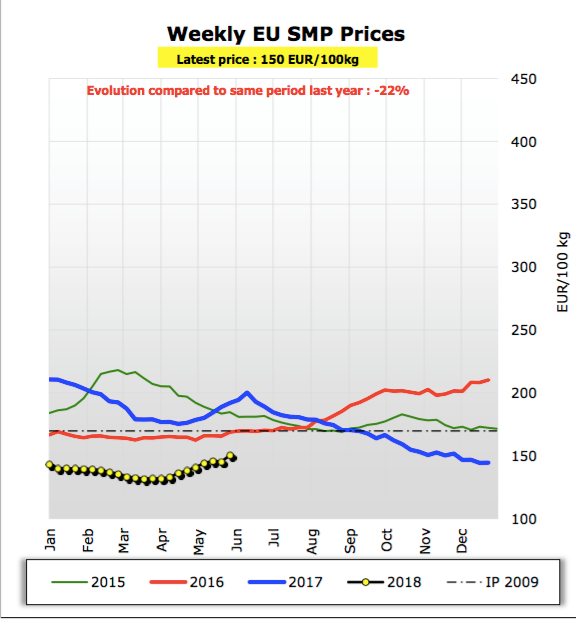 Weekly EU SMP Prices
Latest price : 150 EUR/100kg
Evolution compared to same period last year : -22%
450
400
350
300
250
200
150
100
EUR/100 kg
Jan
Feb
Mar
Apr
May
Jun
Jul
Aug
Sep
Oct
Nov
Dec
2015 2016 2017 2018 IP 2009